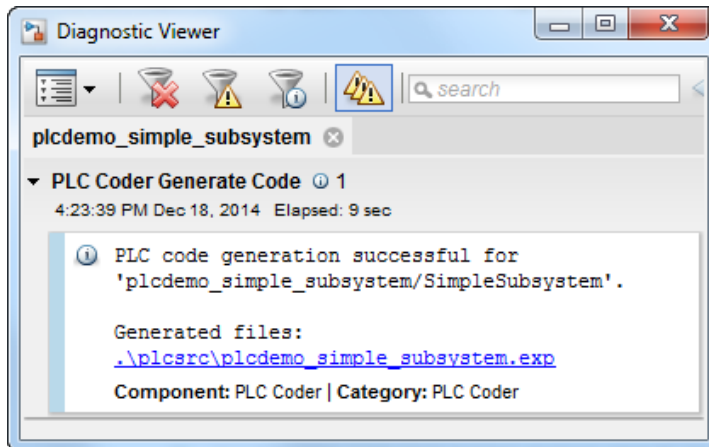 Diagnostic Viewer
search
plcdemo_simple_subsystem
PLC Coder Generate Code 1
4:23:39 PM Dec 18, 2014 Elapsed: 9 sec
PLC code generation successful for
'plcdemo_simple_subsystem/SimpleSubsystem'.
Generated files:
.\plcsrc\plcdemo_simple_subsystem.exp
Component: PLC Coder | Category: PLC Coder